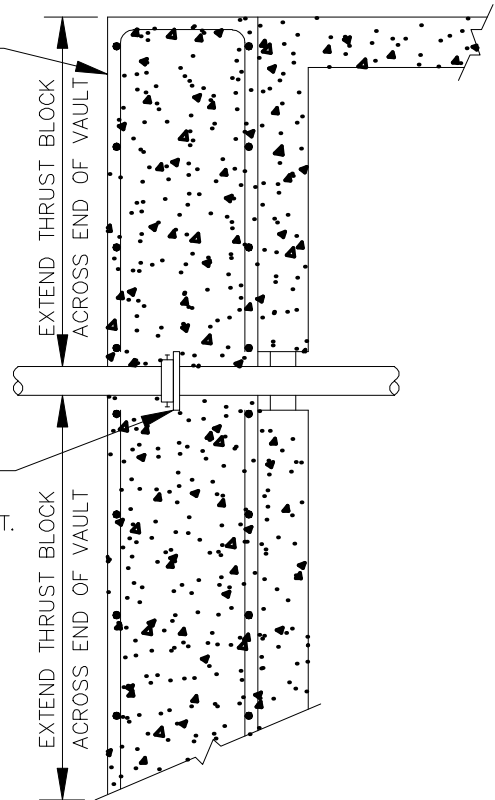 EXTEND THRUST BLOCK
ACROSS END OF VAULT
T.
EXTEND THRUST BLOCK
ACROSS END OF VAULT